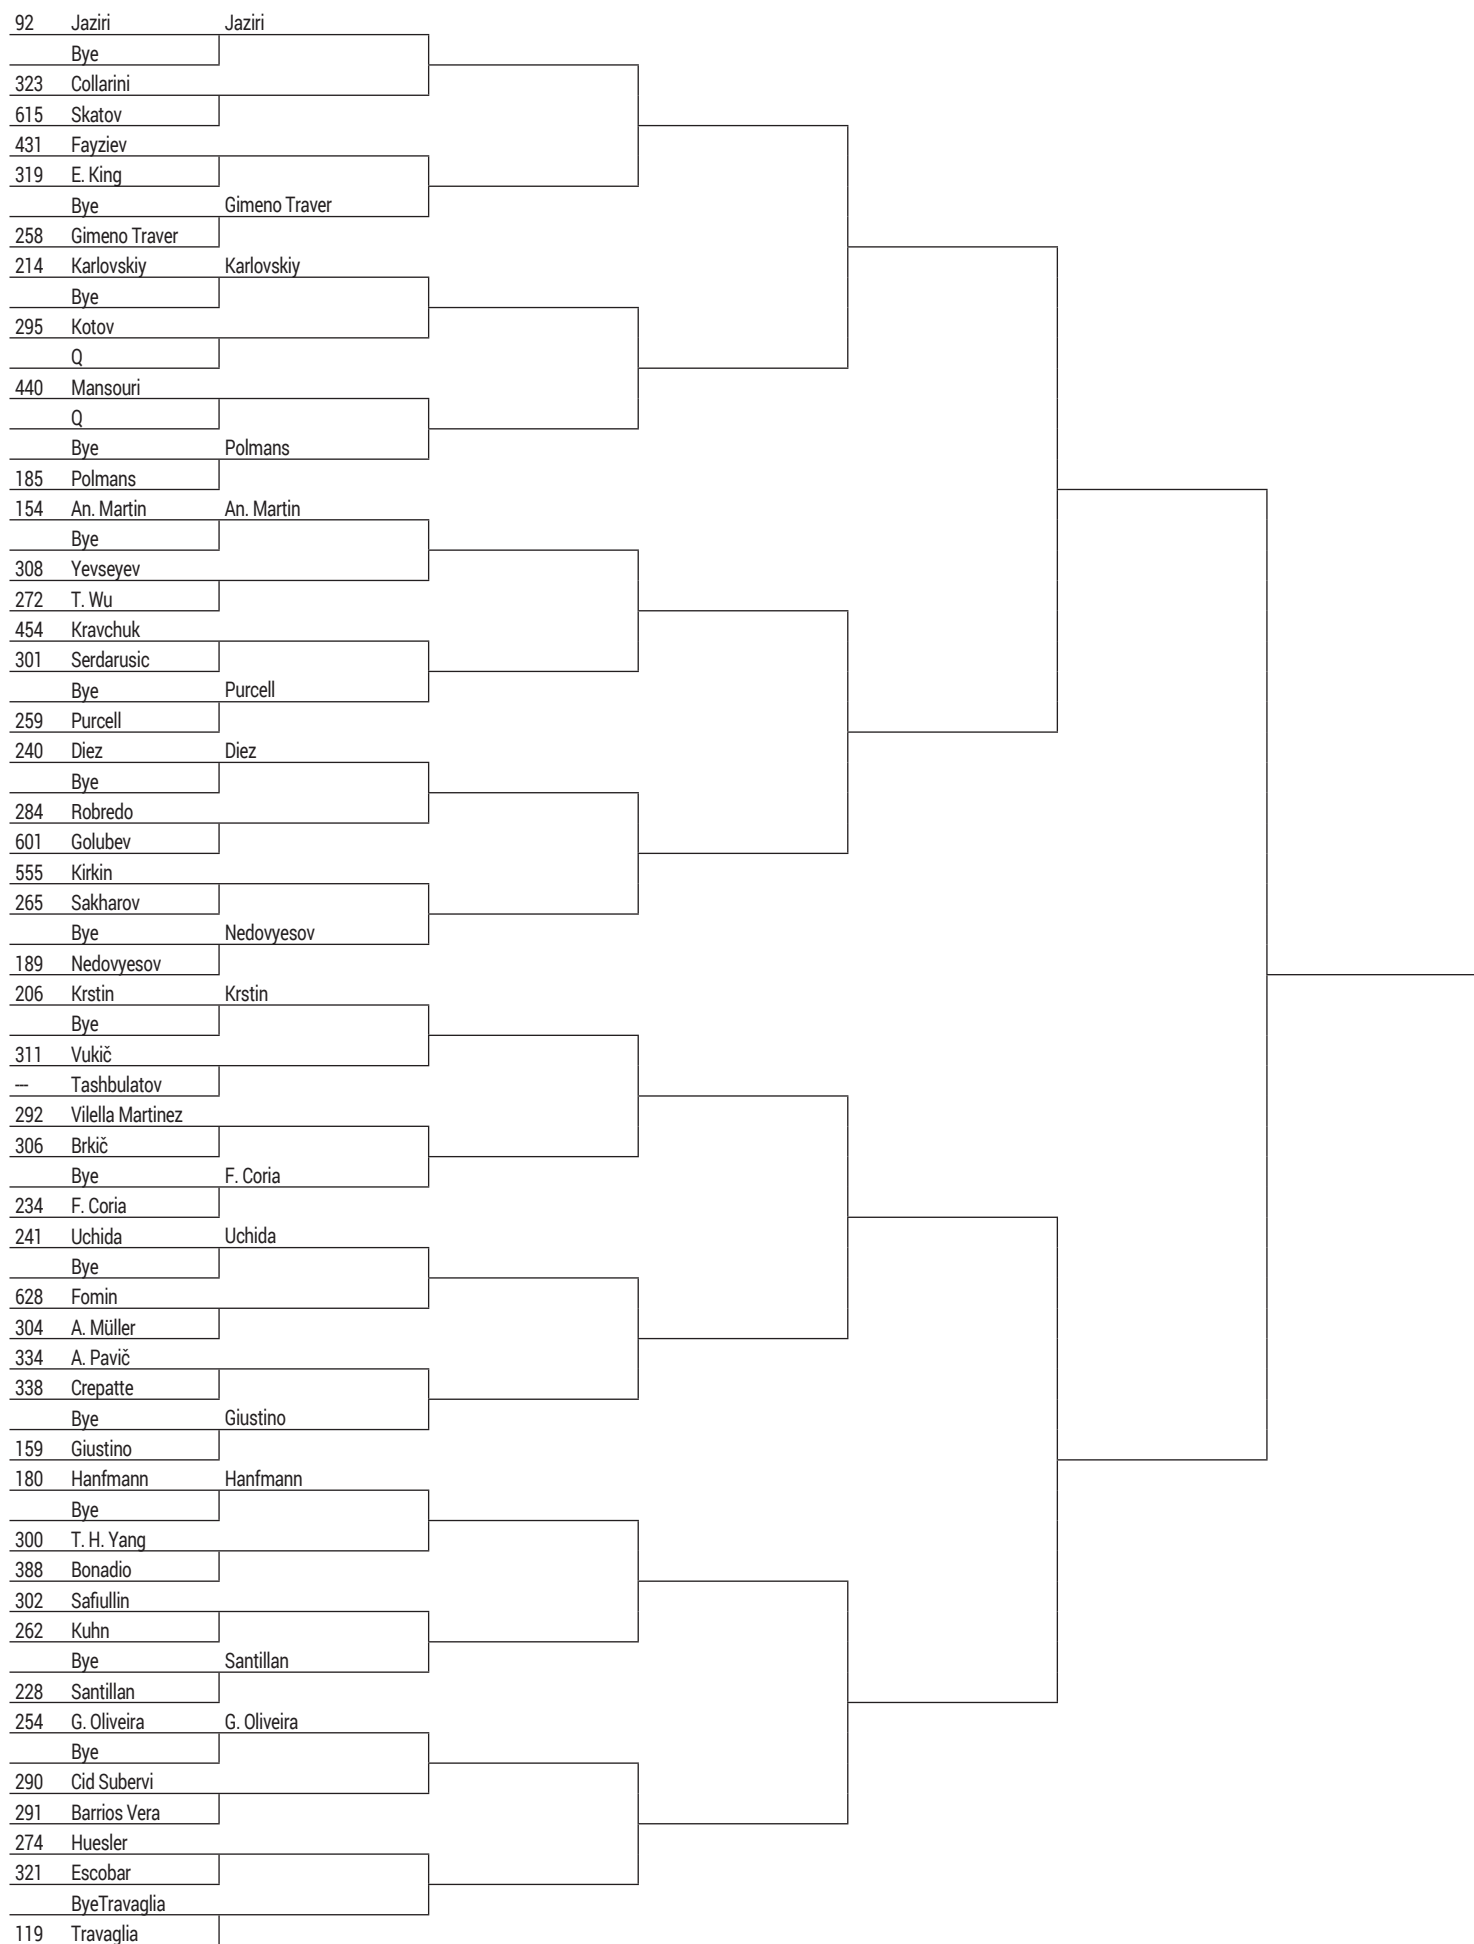 92 Jaziri Jaziri
Bye
323 Collarini
615 Skatov
431 Fayziev
319 E. King
Bye Gimeno Traver
258 Gimeno Traver
214 Karlovskiy Karlovskiy
Bye
295 Kotov
Q
440 Mansouri
Q
Bye Polmans
185 Polmans
154 An. Martin An. Martin
Bye
308 Yevseyev
272 T. Wu
454 Kravchuk
301 Serdarusic
Bye Purcell
259 Purcell
240 Diez Diez
Bye
284 Robredo
601 Golubev
555 Kirkin
265 Sakharov
Bye Nedovyesov
189 Nedovyesov
206 Krstin Krstin
Bye
311 Vukič
--- Tashbulatov
292 Vilella Martinez
306 Brkič
Bye F. Coria
234 F. Coria
241 Uchida Uchida
Bye
628 Fomin
304 A. Müller
334 A. Pavič
338 Crepatte
Bye Giustino
159 Giustino
180 Hanfmann Hanfmann
Bye
300 T. H. Yang
388 Bonadio
302 Safiullin
262 Kuhn
Bye Santillan
228 Santillan
254 G. Oliveira G. Oliveira
Bye
290 Cid Subervi
291 Barrios Vera
274 Huesler
321 Escobar
ByeTravaglia
119 Travaglia